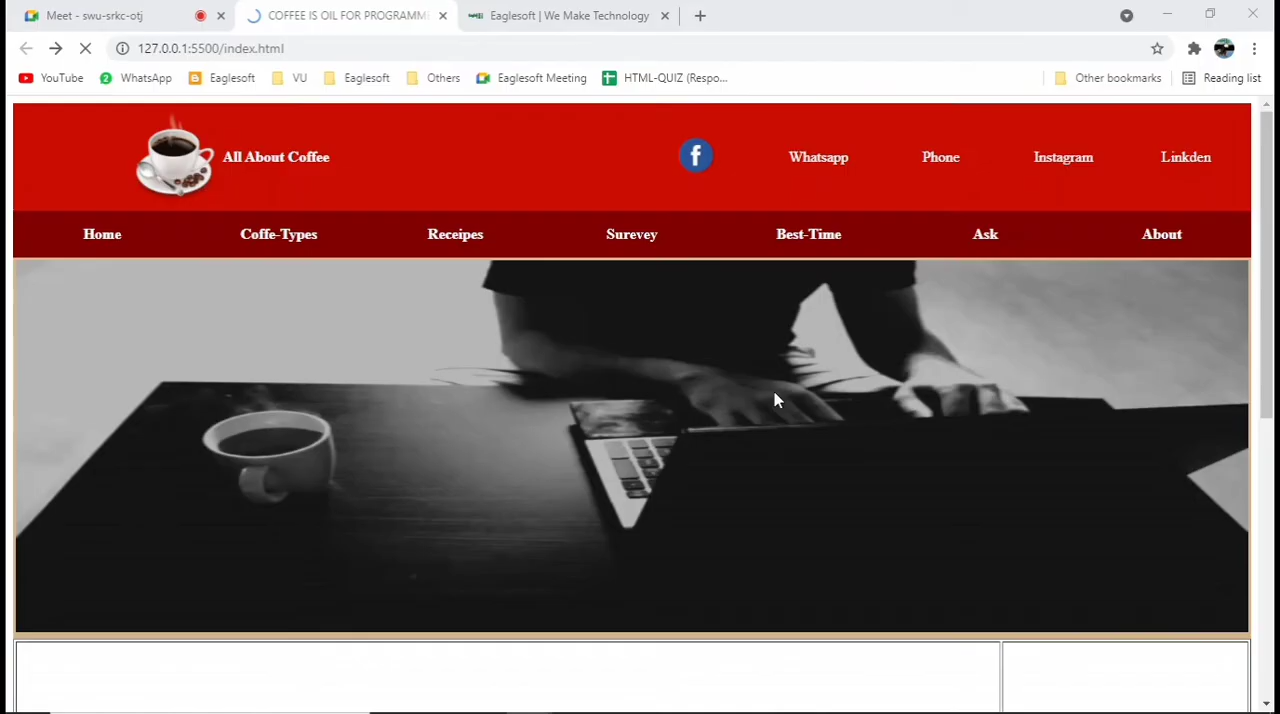 Meet - swu-srkc-otj
COFFEE IS OIL FOR PROGRAMME
Eaglesoft | We Make Technology
127.0.0.1:5500/index.html
YouTube
2 WhatsApp
Eaglesoft
VU
Eaglesoft
Others
Eaglesoft Meeting
HTML-QUIZ (Respo...
Other bookmarks
Reading list
All About Coffee
f
Whatsapp
Phone
Instagram
Linkden
Home
Coffe-Types
Receipes
Surevey
Best-Time
Ask
About